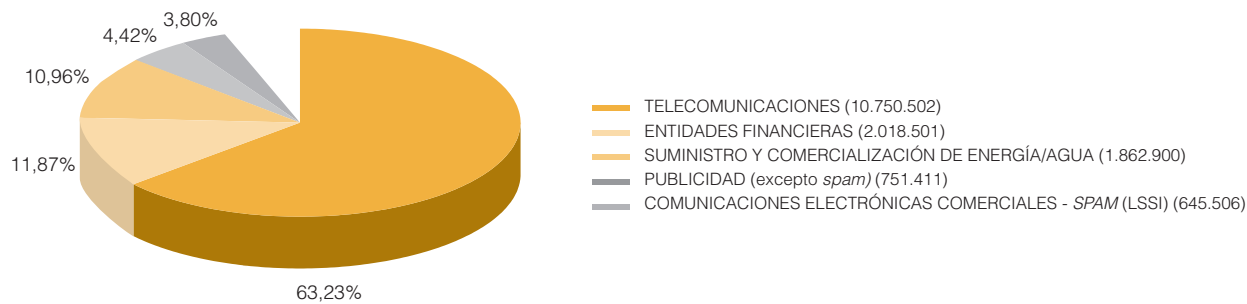 3,80%
4,42%
10,96%
11,87%
63,23%
TELECOMUNICACIONES (10.750.502)
ENTIDADES FINANCIERAS (2.018.501)
SUMINISTRO Y COMERCIALIZACIÓN DE ENERGÍA/AGUA (1.862.900)
PUBLICIDAD (excepto spam) (751.411)
COMUNICACIONES ELECTRÓNICAS COMERCIALES - SPAM (LSSI) (645.506)